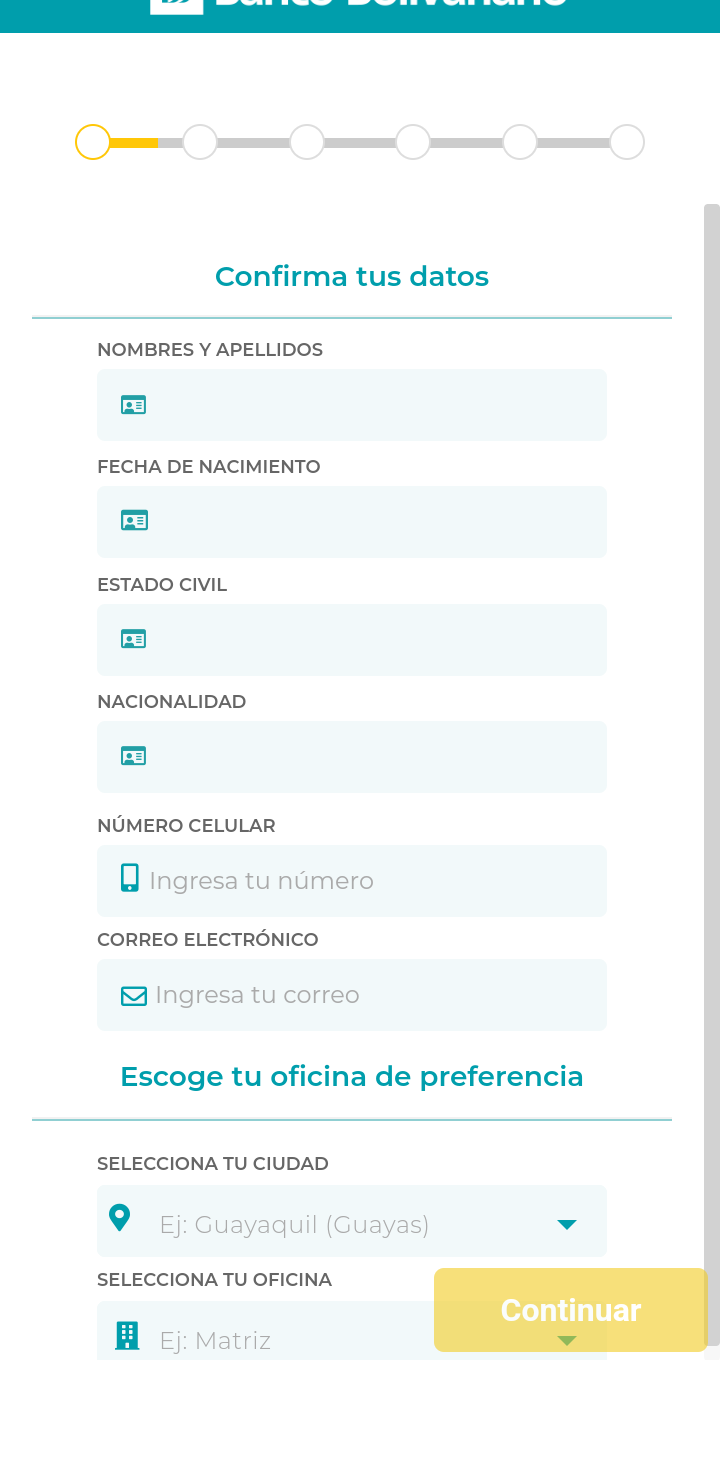 Banco Bolivariano
Confirma tus datos
NOMBRES Y APELLIDOS
FECHA DE NACIMIENTO
ESTADO CIVIL
NACIONALIDAD
NÚMERO CELULAR
Ingresa tu número
CORREO ELECTRÓNICO
Ingresa tu correo
Escoge tu oficina de preferencia
SELECCIONA TU CIUDAD
Ej: Guayaquil (Guayas)
SELECCIONA TU OFICINA
Continuar
Ej: Matriz